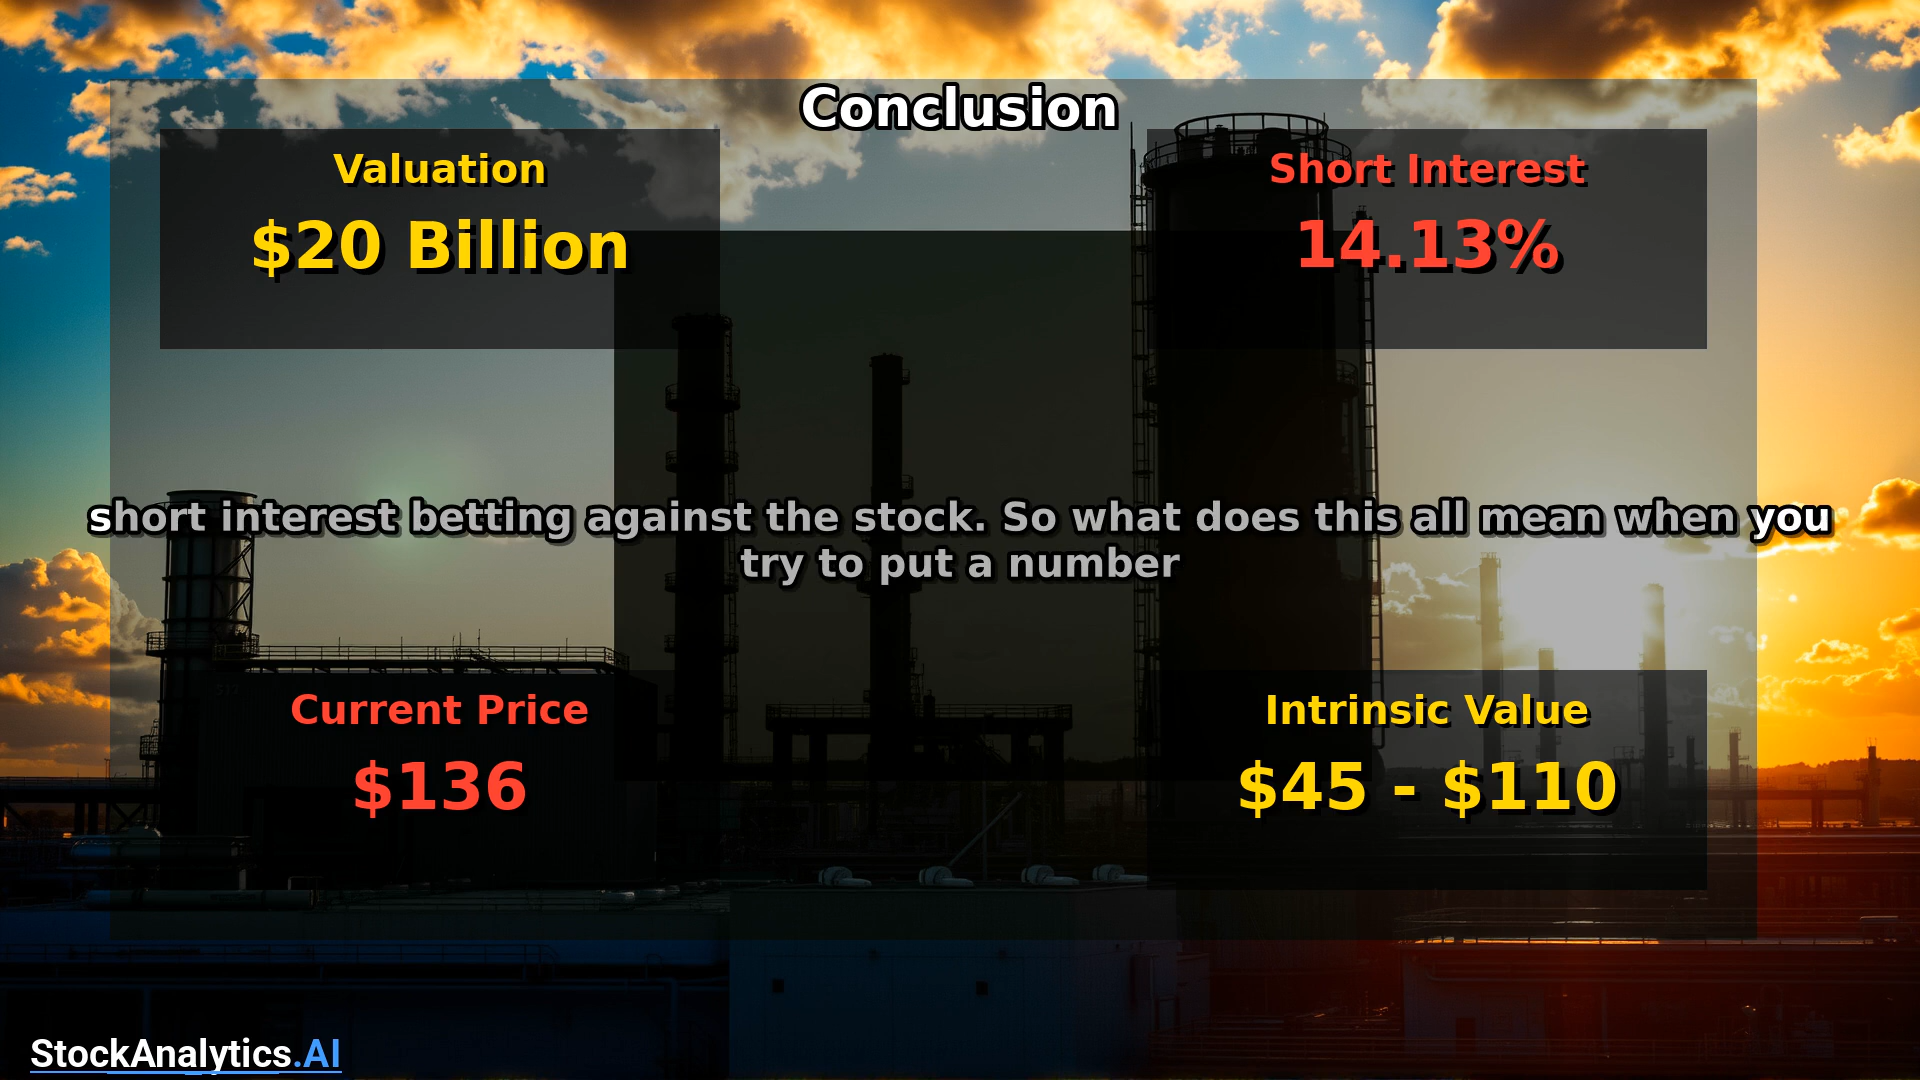 Conclusion
Valuation
$20 Billion
Short Interest
14.13%
short interest betting against the stock. So what does this all mean when you
try to put a number
Current Price
$136
Intrinsic Value
$45 - $110
StockAnalytics.AI